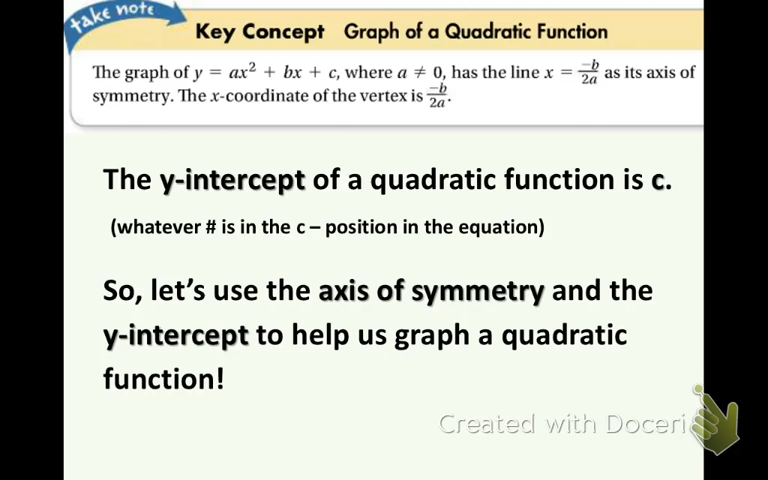 take note
Key Concept Graph of a Quadratic Function
The graph of y = ax² + bx + c, where a ≠ 0, has the line x = −b/2a as its axis of
symmetry. The x-coordinate of the vertex is −b/2a.
The y-intercept of a quadratic function is c.
(whatever # is in the c – position in the equation)
So, let's use the axis of symmetry and the
y-intercept to help us graph a quadratic
function!
Created with Doceri